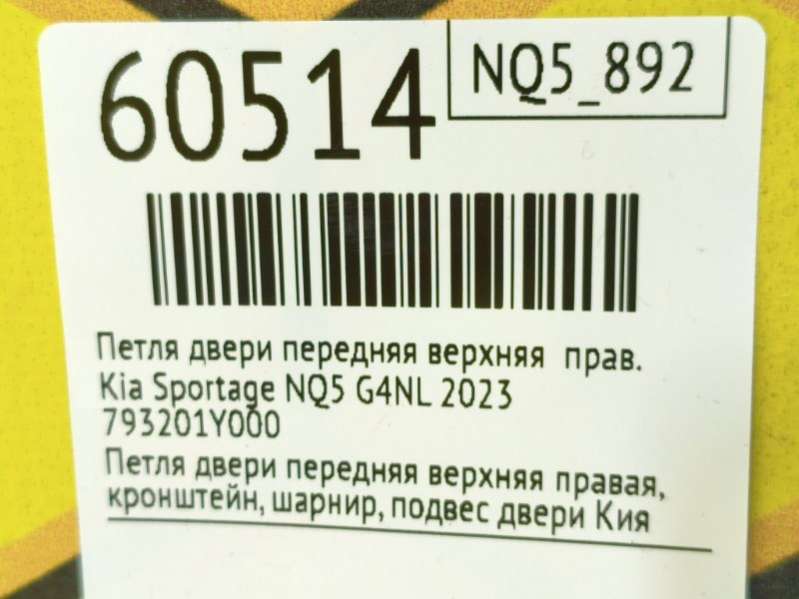 60514
NQ5_892
Петля двери передняя верхняя прав.
Kia Sportage NQ5 G4NL 2023
793201Y000
Петля двери передняя верхняя правая,
кронштейн, шарнир, подвес двери Кия